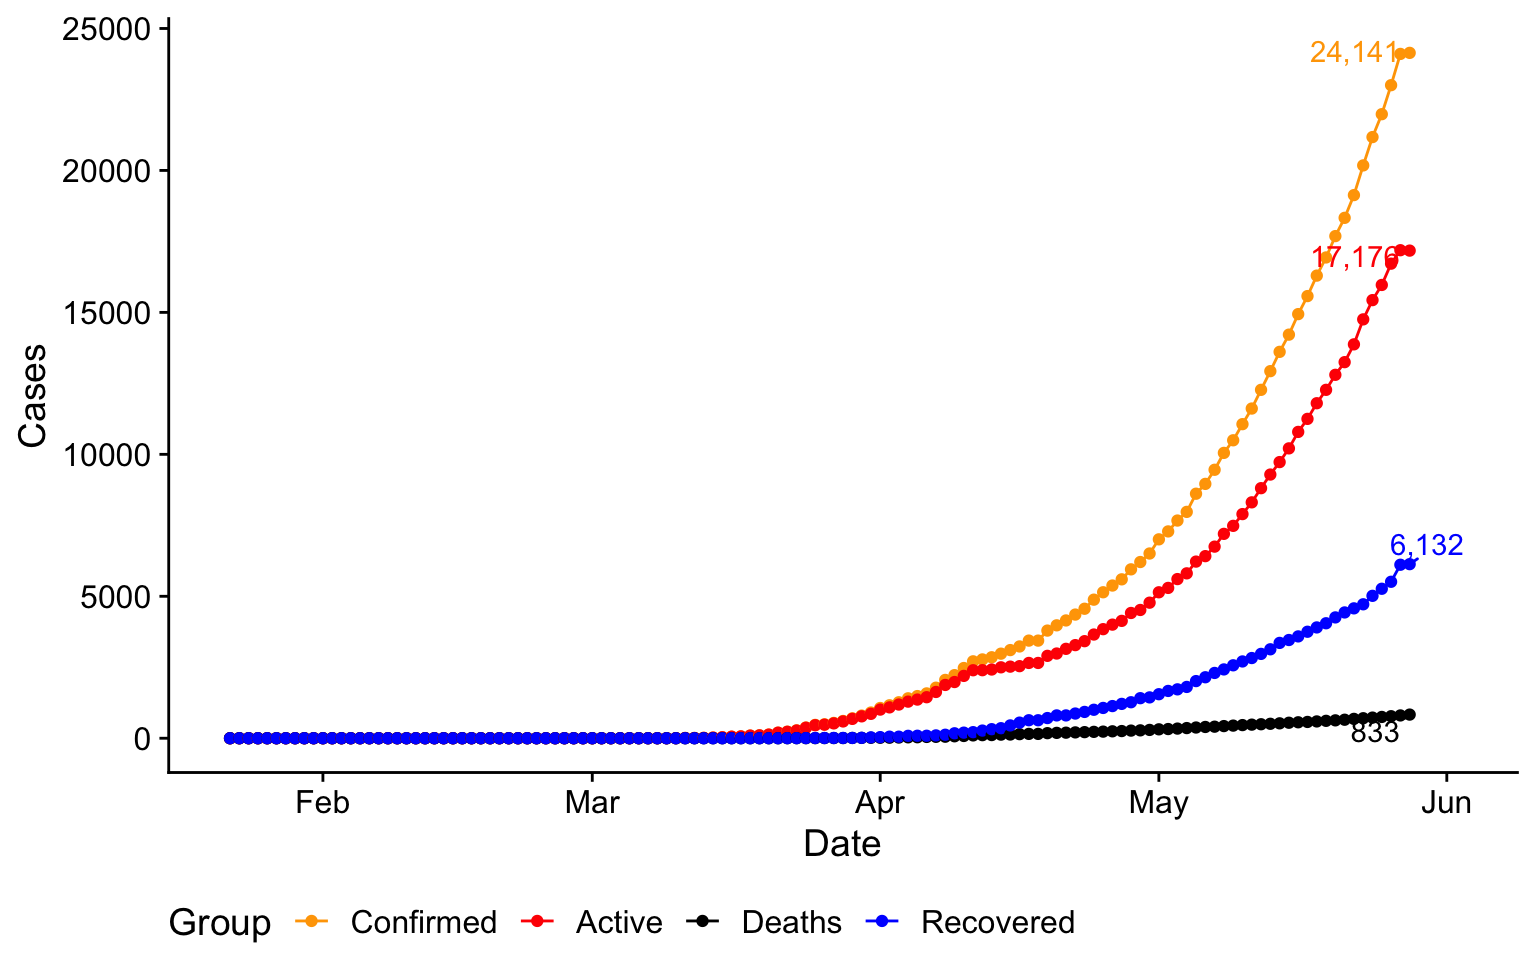 25000
24,141
20000
17,176
15000
Cases
10000
6,132
5000
0
833
Feb Mar Apr May Jun
Date
Group Confirmed Active Deaths Recovered